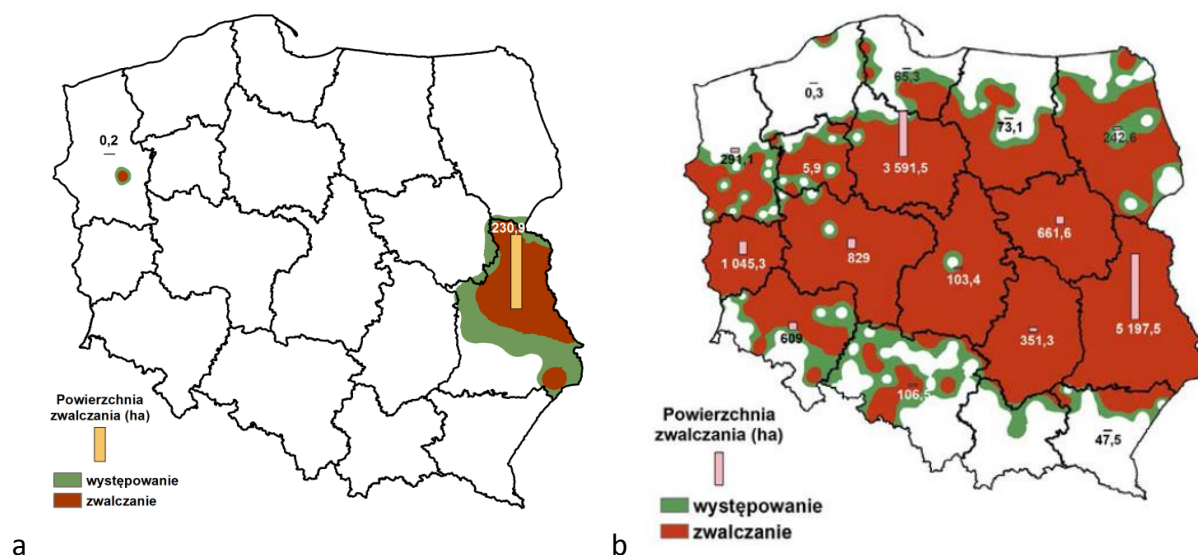 0,2
230,9
Powierzchnia
zwalczania (ha)
występowanie
zwalczanie
a
0,3
65,3
73,1
242,6
291,1
5,9
3 591,5
661,6
1 045,3
829
103,4
5 197,5
609
351,3
106,5
47,5
Powierzchnia
zwalczania (ha)
występowanie
zwalczanie
b